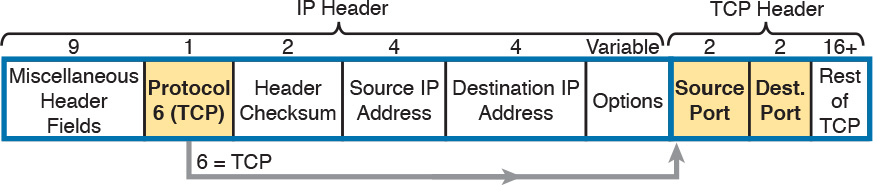 IP Header
TCP Header
9
1
2
4
4
Variable
2
2
16+
Miscellaneous
Header
Fields
Protocol
6 (TCP)
Header
Checksum
Source IP
Address
Destination IP
Address
Options
Source
Port
Dest.
Port
Rest
of
TCP
6 = TCP